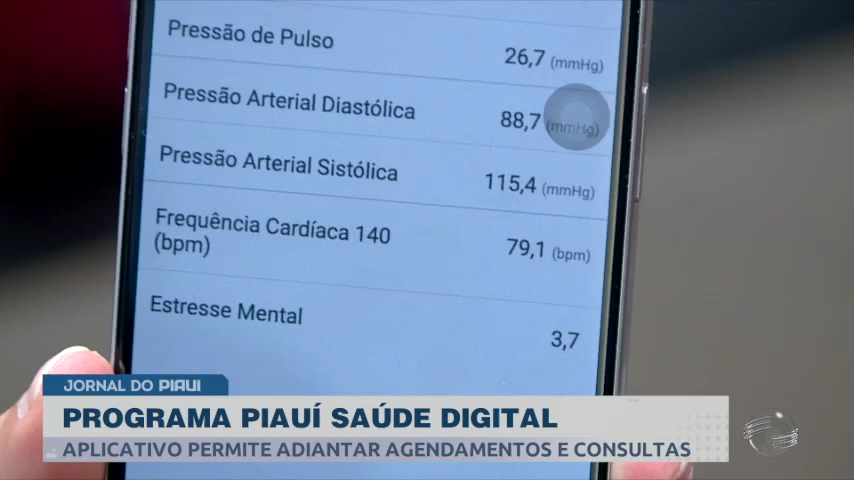 Pressão de Pulso
26,7 (mmHg)
Pressão Arterial Diastólica
88,7 (mmHg)
Pressão Arterial Sistólica
115,4 (mmHg)
Frequência Cardíaca 140
(bpm)
79,1 (bpm)
Estresse Mental
3,7
JORNAL DO PIAUI
PROGRAMA PIAUÍ SAÚDE DIGITAL
APLICATIVO PERMITE ADIANTAR AGENDAMENTOS E CONSULTAS